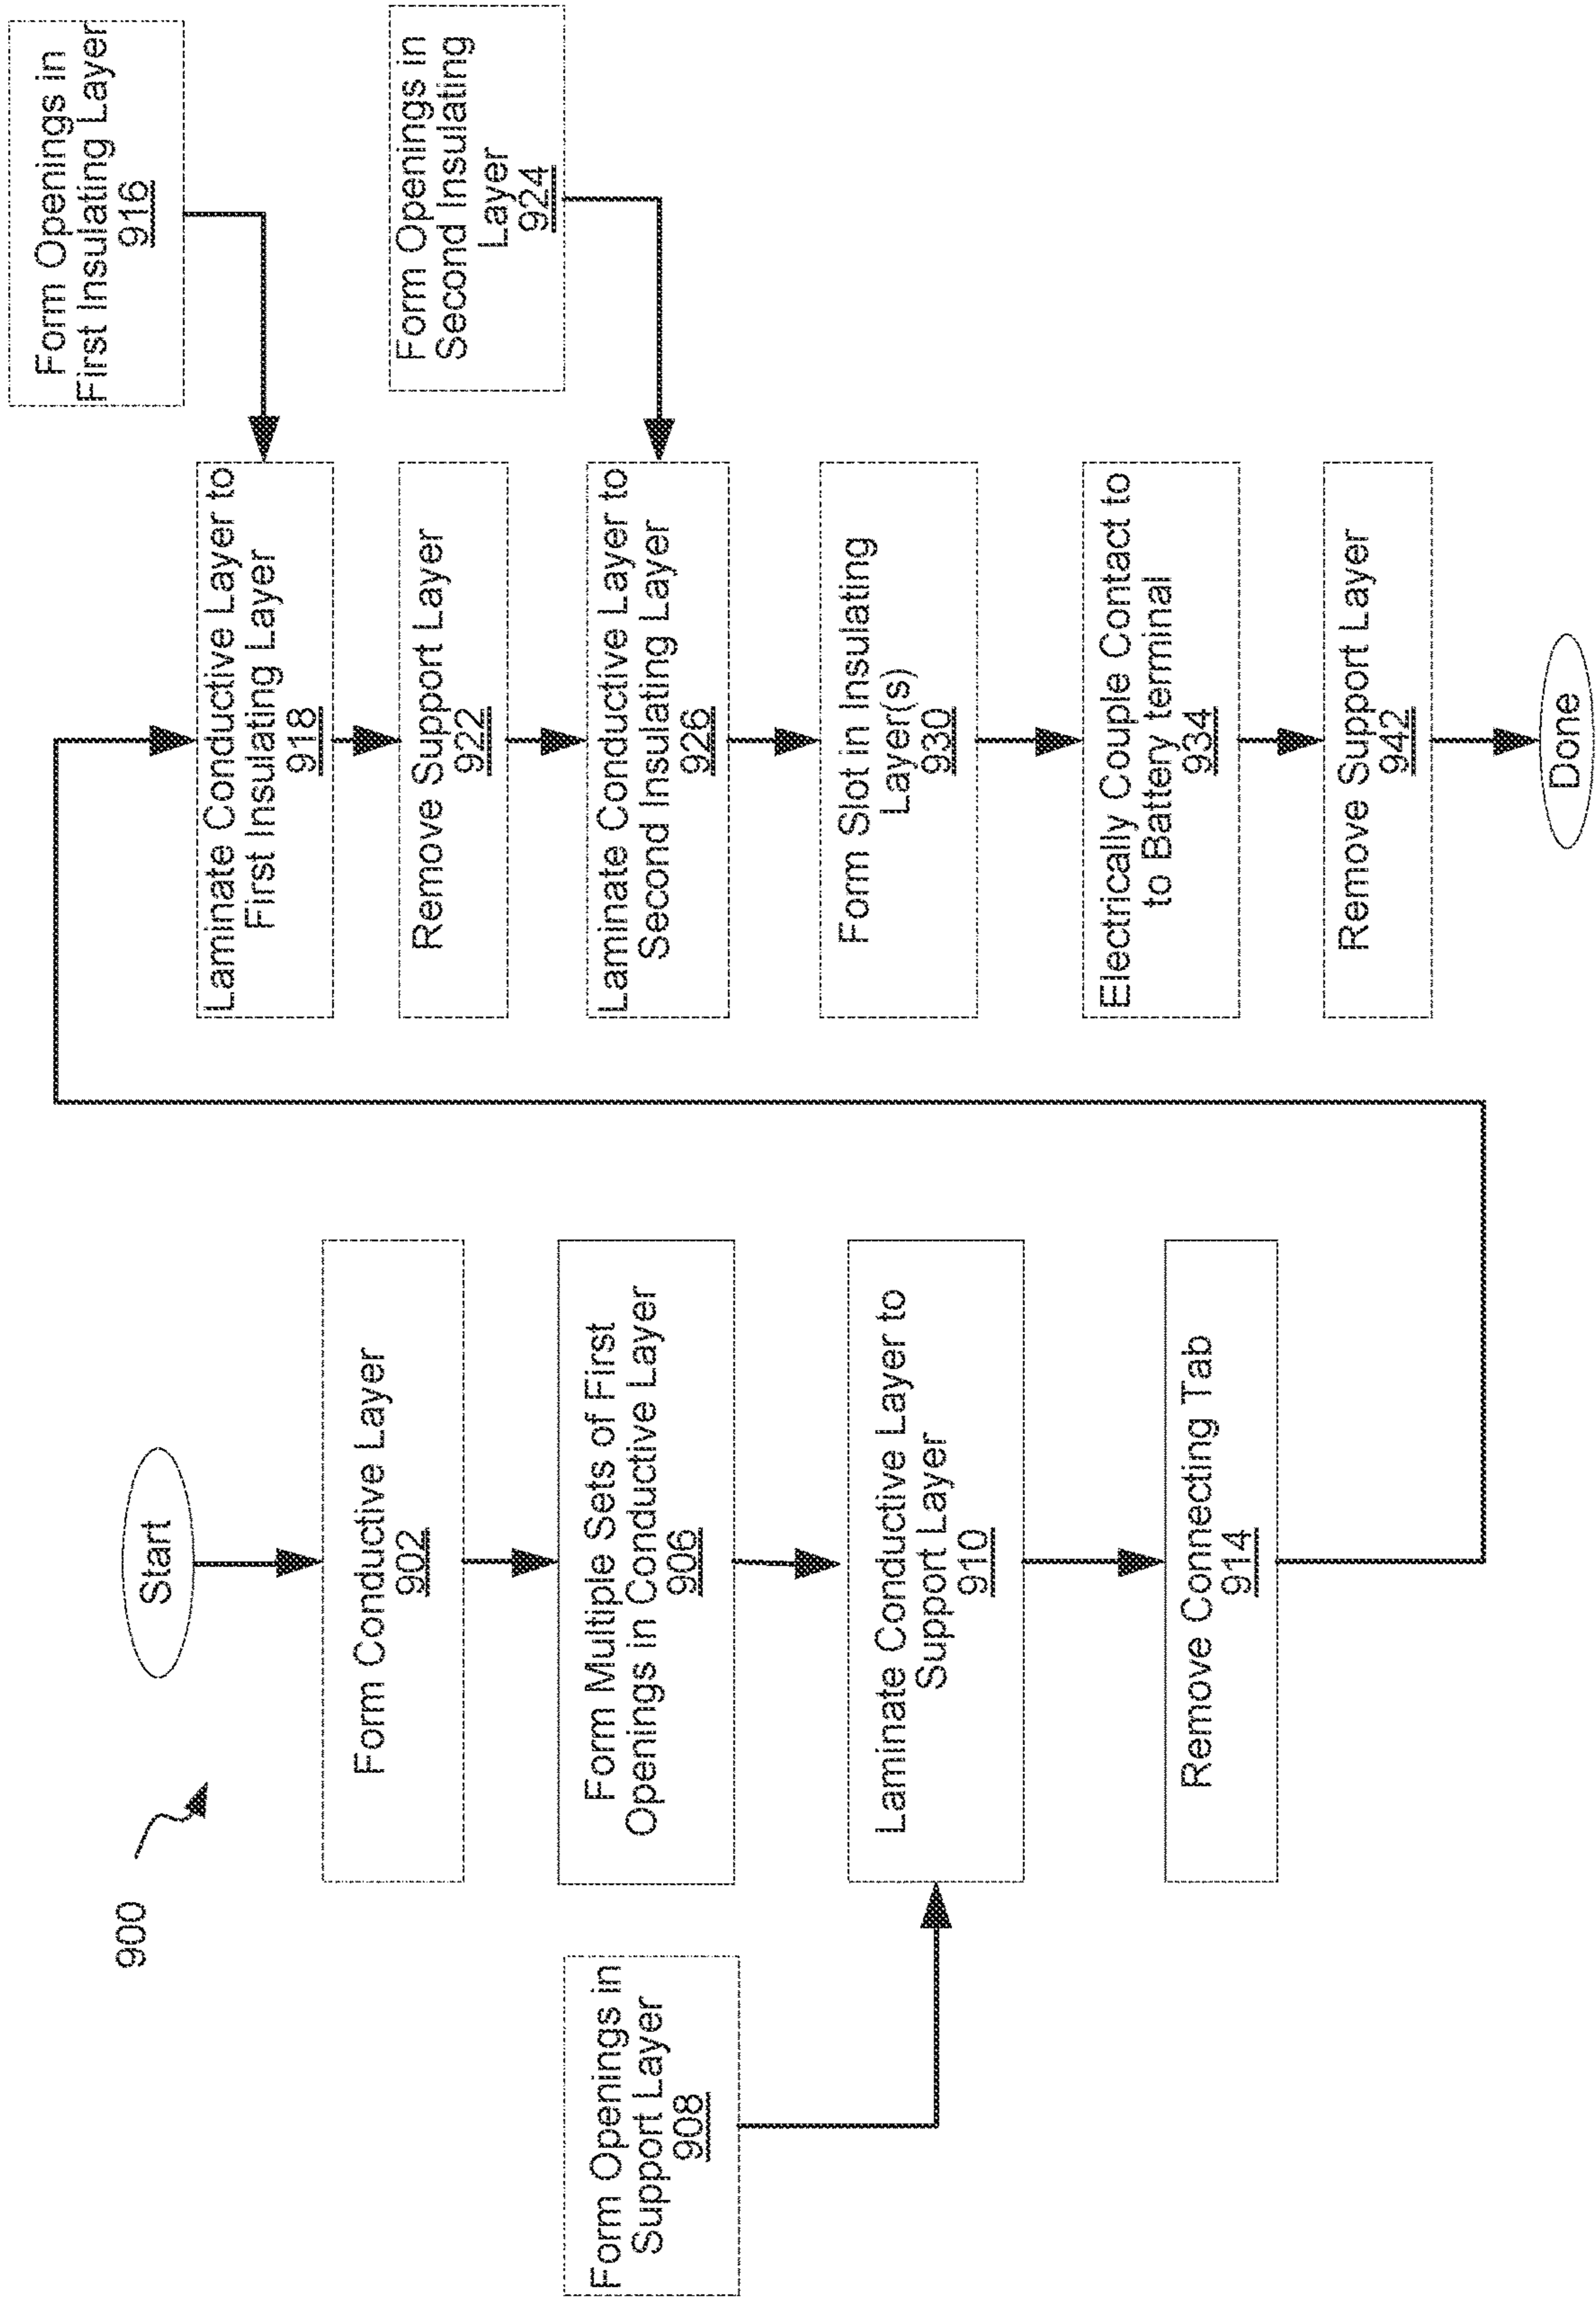 900
Start
Form Conductive Layer
902
Form Multiple Sets of First
Openings in Conductive Layer
906
Form Openings in
Support Layer
908
Laminate Conductive Layer to
Support Layer
910
Remove Connecting Tab
914
Form Openings in
First Insulating Layer
916
Laminate Conductive Layer to
First Insulating Layer
918
Remove Support Layer
922
Form Openings in
Second Insulating
Layer
924
Laminate Conductive Layer to
Second Insulating Layer
926
Form Slot in Insulating
Layer(s)
930
Electrically Couple Contact to
to Battery terminal
934
Remove Support Layer
942
Done